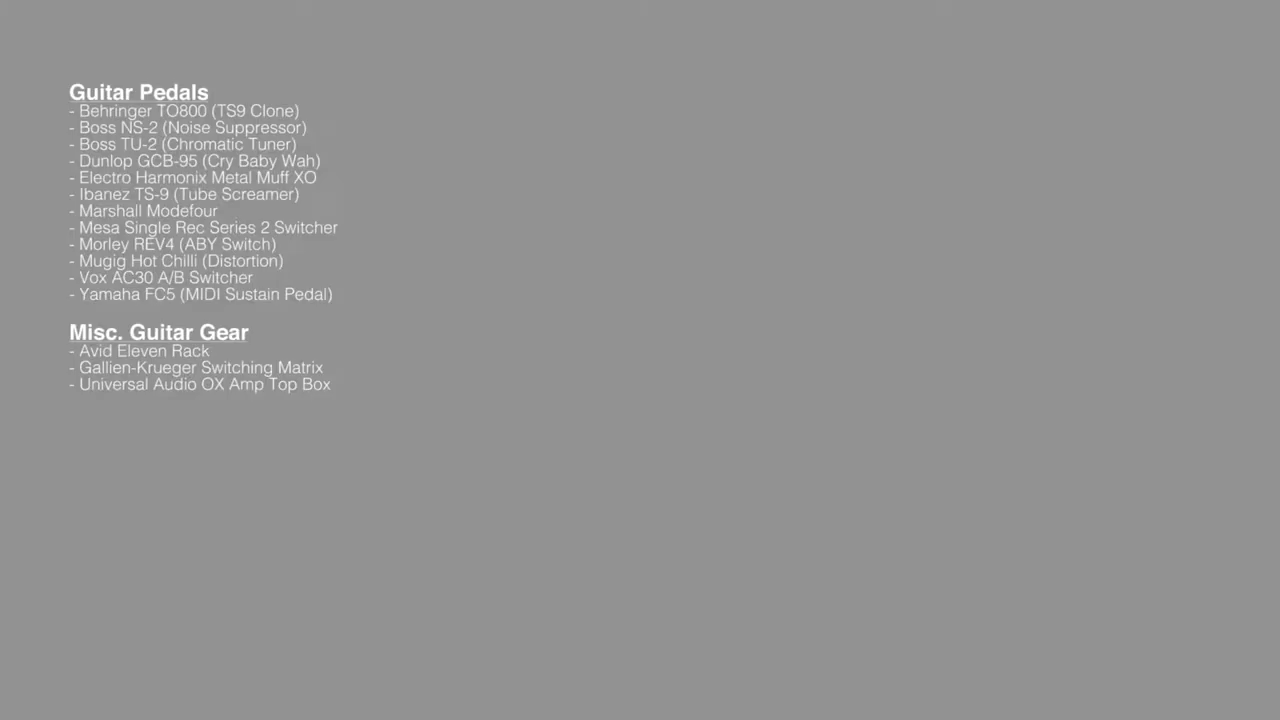 Guitar Pedals
- Behringer TO800 (TS9 Clone)
- Boss NS-2 (Noise Suppressor)
- Boss TU-2 (Chromatic Tuner)
- Dunlop GCB-95 (Cry Baby Wah)
- Electro Harmonix Metal Muff XO
- Ibanez TS-9 (Tube Screamer)
- Marshall Modefour
- Mesa Single Rec Series 2 Switcher
- Morley REV4 (ABY Switch)
- Mugig Hot Chilli (Distortion)
- Vox AC30 A/B Switcher
- Yamaha FC5 (MIDI Sustain Pedal)
Misc. Guitar Gear
- Avid Eleven Rack
- Gallien-Krueger Switching Matrix
- Universal Audio OX Amp Top Box